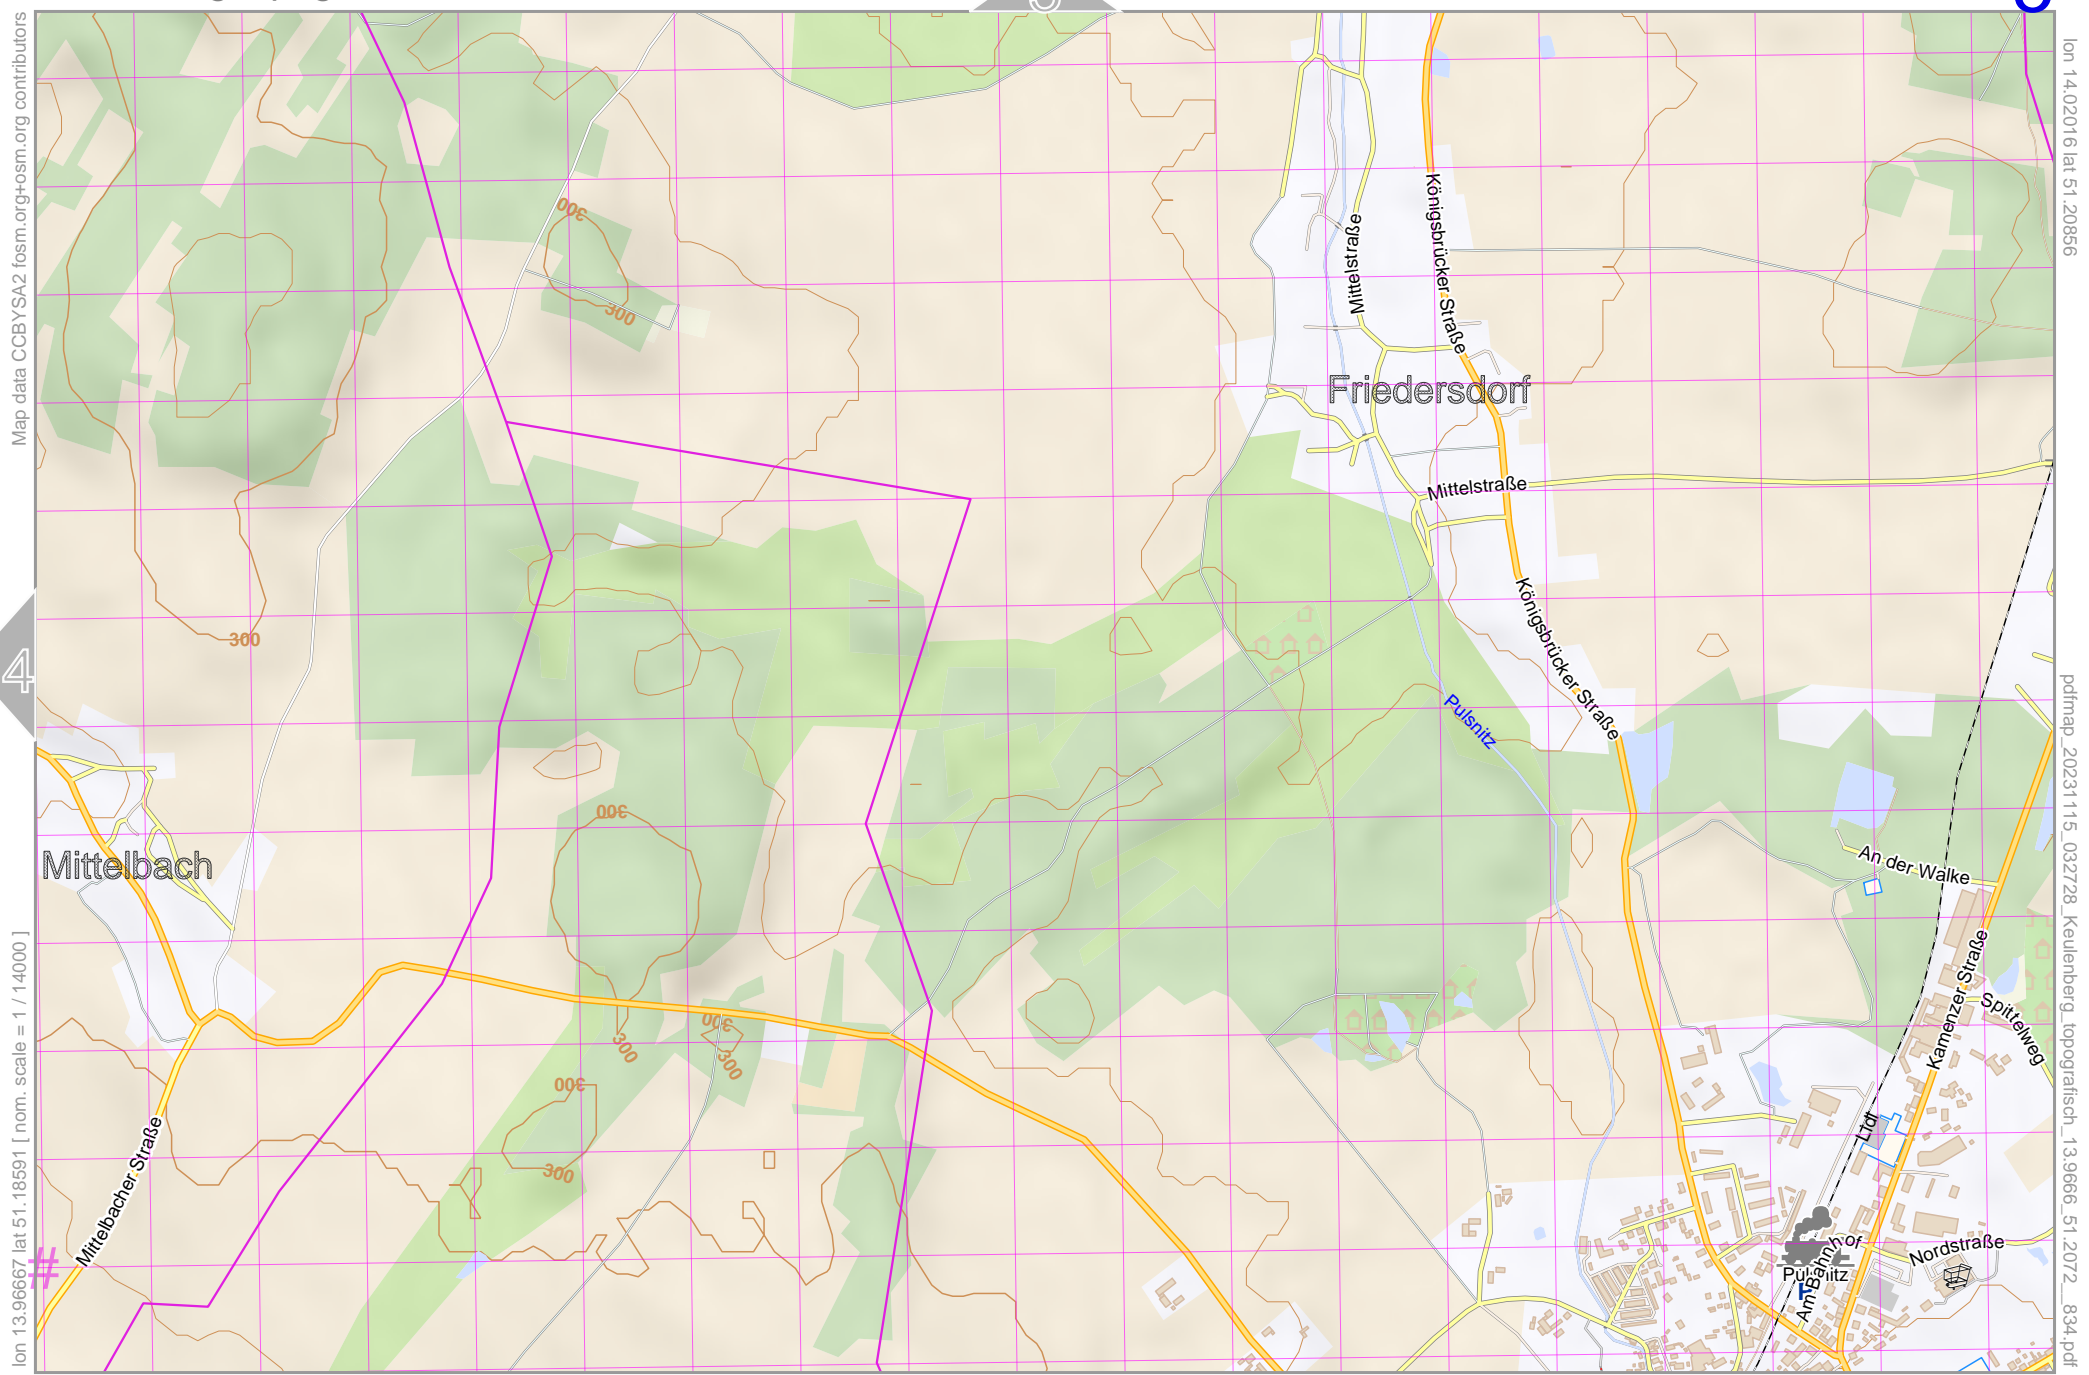 Map data CCBYSA2 fosm.org+osm.org contributors
lon 13.96667 lat 51.18591 [ nom. scale = 1 / 14000 ]
lon 14.02016 lat 51.20856
pdfmap_20231115_032728_Keulenberg_topografisch_13.9666_51.2072__834.pdf
4
#
300
300
Mittelstraße
Königsbrücker Straße
Friedersdorf
Mittelstraße
Königsbrücker Straße
300
Pulsnitz
300
Mittelbach
An der Walke
Kamenzer Straße
Spittelweg
300
300
300
300
300
Mittelbacher Straße
Lidl
Nordstraße
Am Bahnhof
Pulsnitz
P